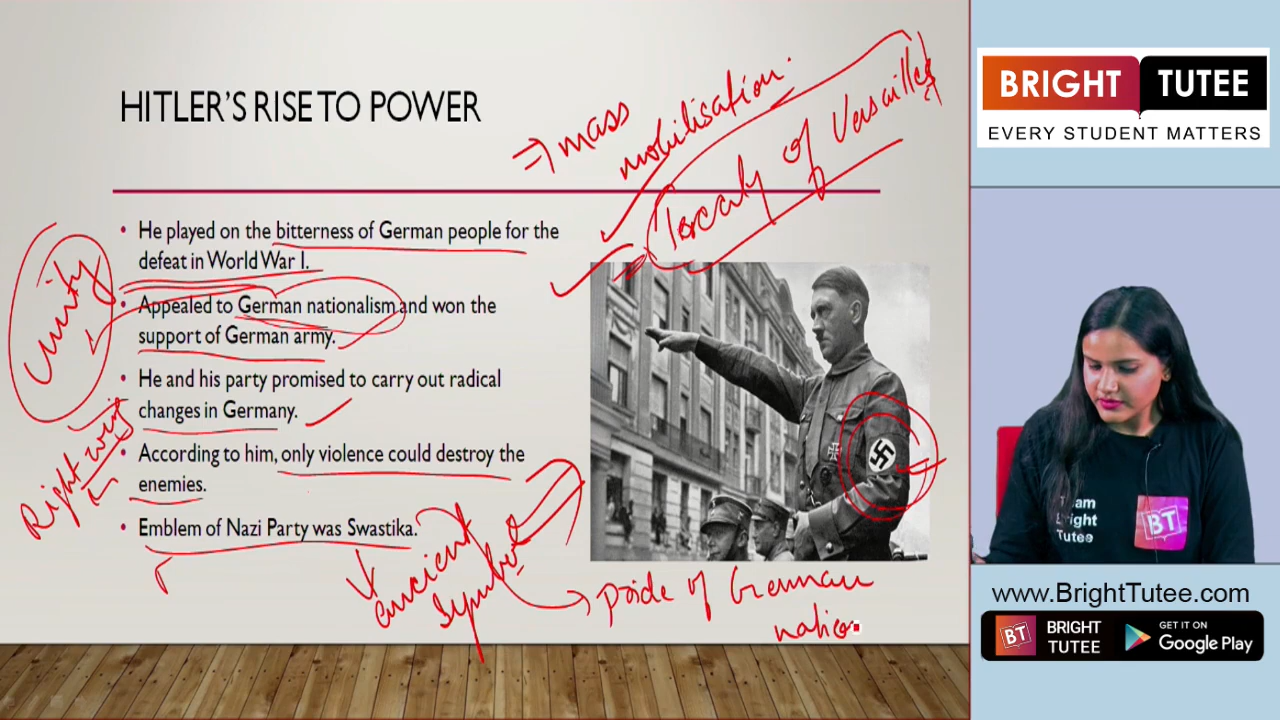 HITLER'S RISE TO POWER
⇒ mass
mobilisation.
⇒ Treaty of Versailles
• He played on the bitterness of German people for the
defeat in World War I.
• Appealed to German nationalism and won the
support of German army.
• He and his party promised to carry out radical
changes in Germany.
• According to him, only violence could destroy the
enemies.
• Emblem of Nazi Party was Swastika.
unity
Right wing
ancient
symbol
pride of German
natio
BRIGHT TUTEE
EVERY STUDENT MATTERS
Team
Bright
Tutee
BT
www.BrightTutee.com
BT
BRIGHT
TUTEE
GET IT ON
Google Play